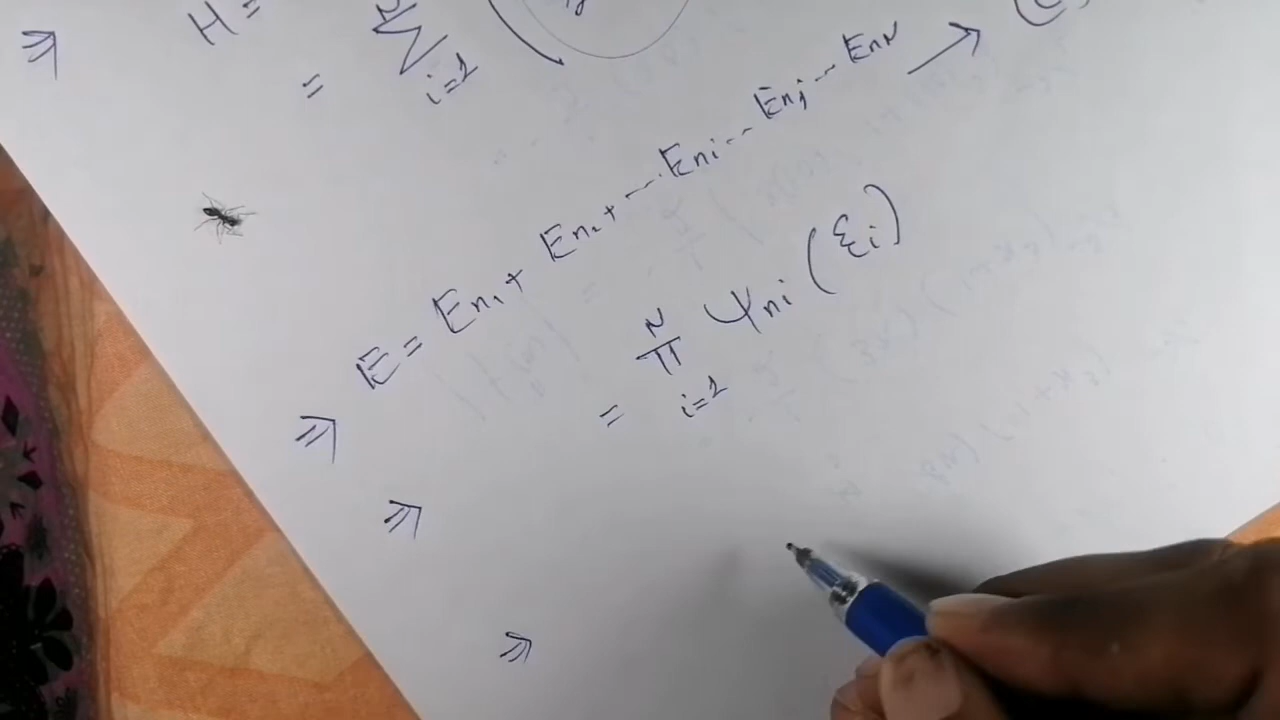 ⇒ H =
= Σ i=1
⇒ E = En₁ + En₂ + --- Eni -- Enj -- EnN →
= N π i=1 Ψni (ξi)
⇒
⇒